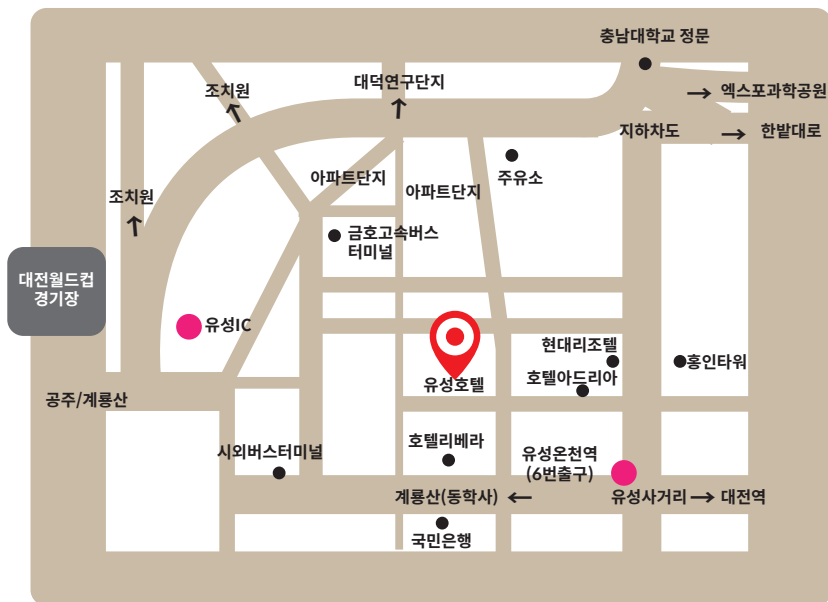 충남대학교 정문
조치원
대덕연구단지
엑스포과학공원
지하차도
한밭대로
아파트단지
아파트단지
주유소
조치원
금호고속버스
터미널
대전월드컵
경기장
유성IC
현대리조텔
홍인타워
호텔아드리아
유성호텔
공주/계룡산
시외버스터미널
호텔리베라
유성온천역
(6번출구)
계룡산(동학사)
유성사거리
대전역
국민은행